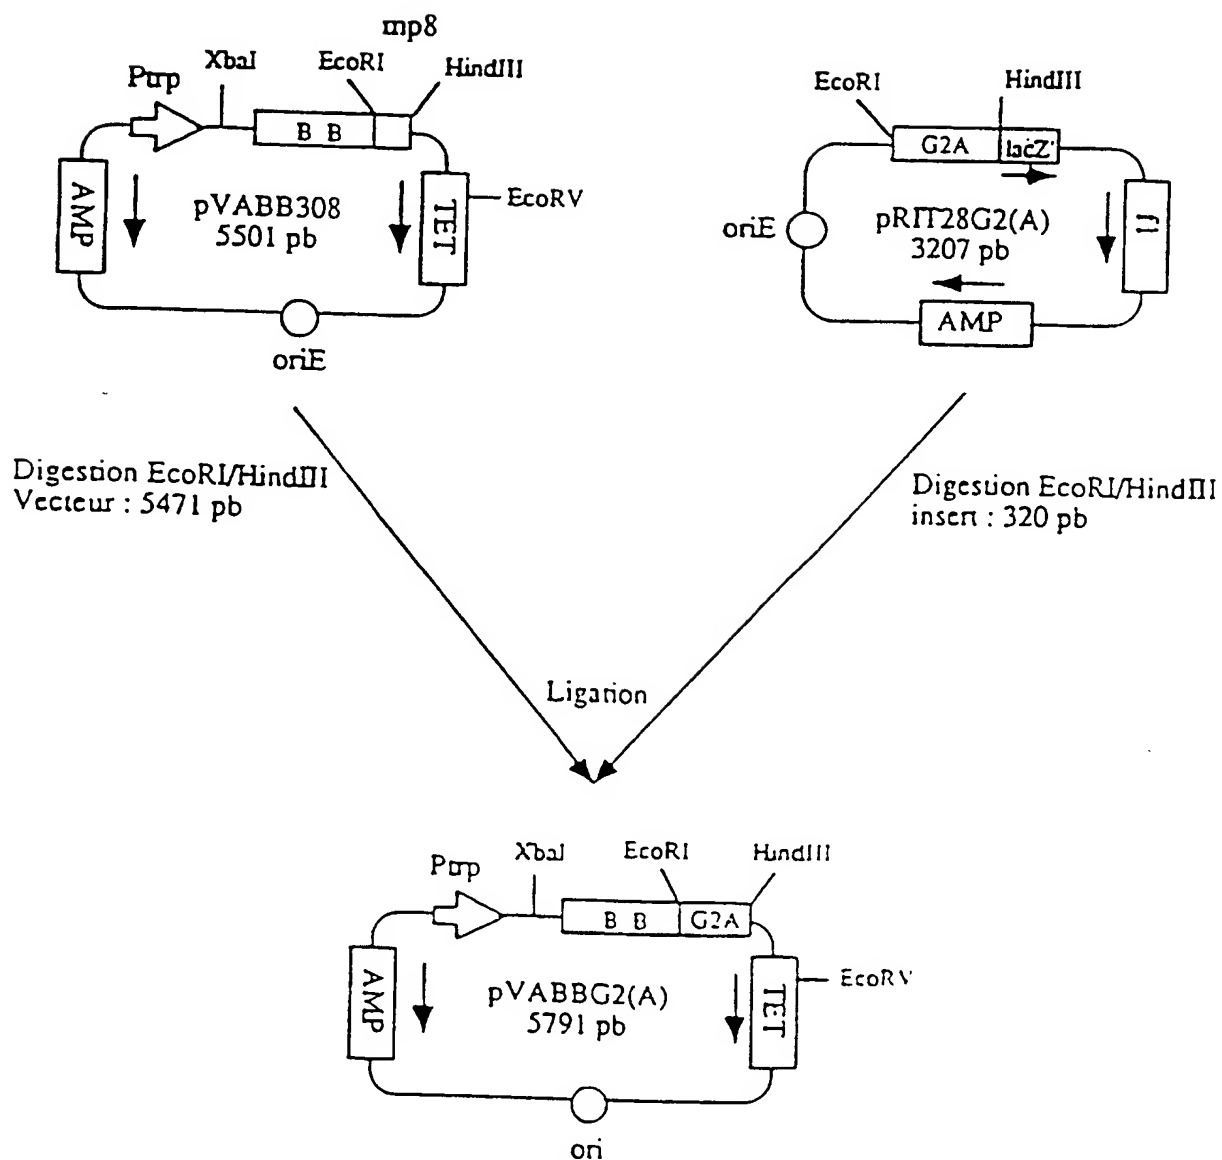 mp8
Ptrp
XbaI
EcoRI
HindIII
B B
AMP
pVABB308
5501 pb
TET
EcoRV
oriE
EcoRI
HindIII
G2A
lacZ'
oriE
pRIT28G2(A)
3207 pb
f1
AMP
Digestion EcoRI/HindIII
Vecteur : 5471 pb
Digestion EcoRI/HindIII
insert : 320 pb
Ligation
Ptrp
XbaI
EcoRI
HindIII
B B
G2A
AMP
pVABBG2(A)
5791 pb
TET
EcoRV
ori